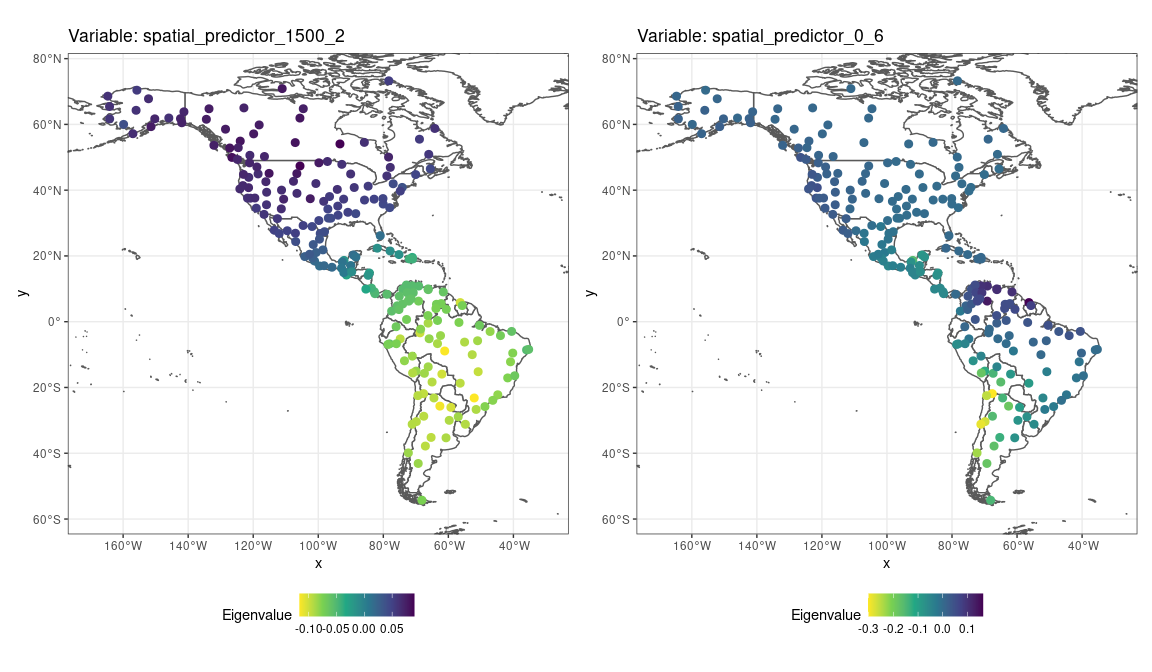 Variable: spatial_predictor_1500_2
80°N
60°N
40°N
20°N
0°
20°S
40°S
60°S
y
160°W 140°W 120°W 100°W 80°W 60°W 40°W
x
Eigenvalue
-0.10 -0.05 0.00 0.05
Variable: spatial_predictor_0_6
80°N
60°N
40°N
20°N
0°
20°S
40°S
60°S
y
160°W 140°W 120°W 100°W 80°W 60°W 40°W
x
Eigenvalue
-0.3 -0.2 -0.1 0.0 0.1